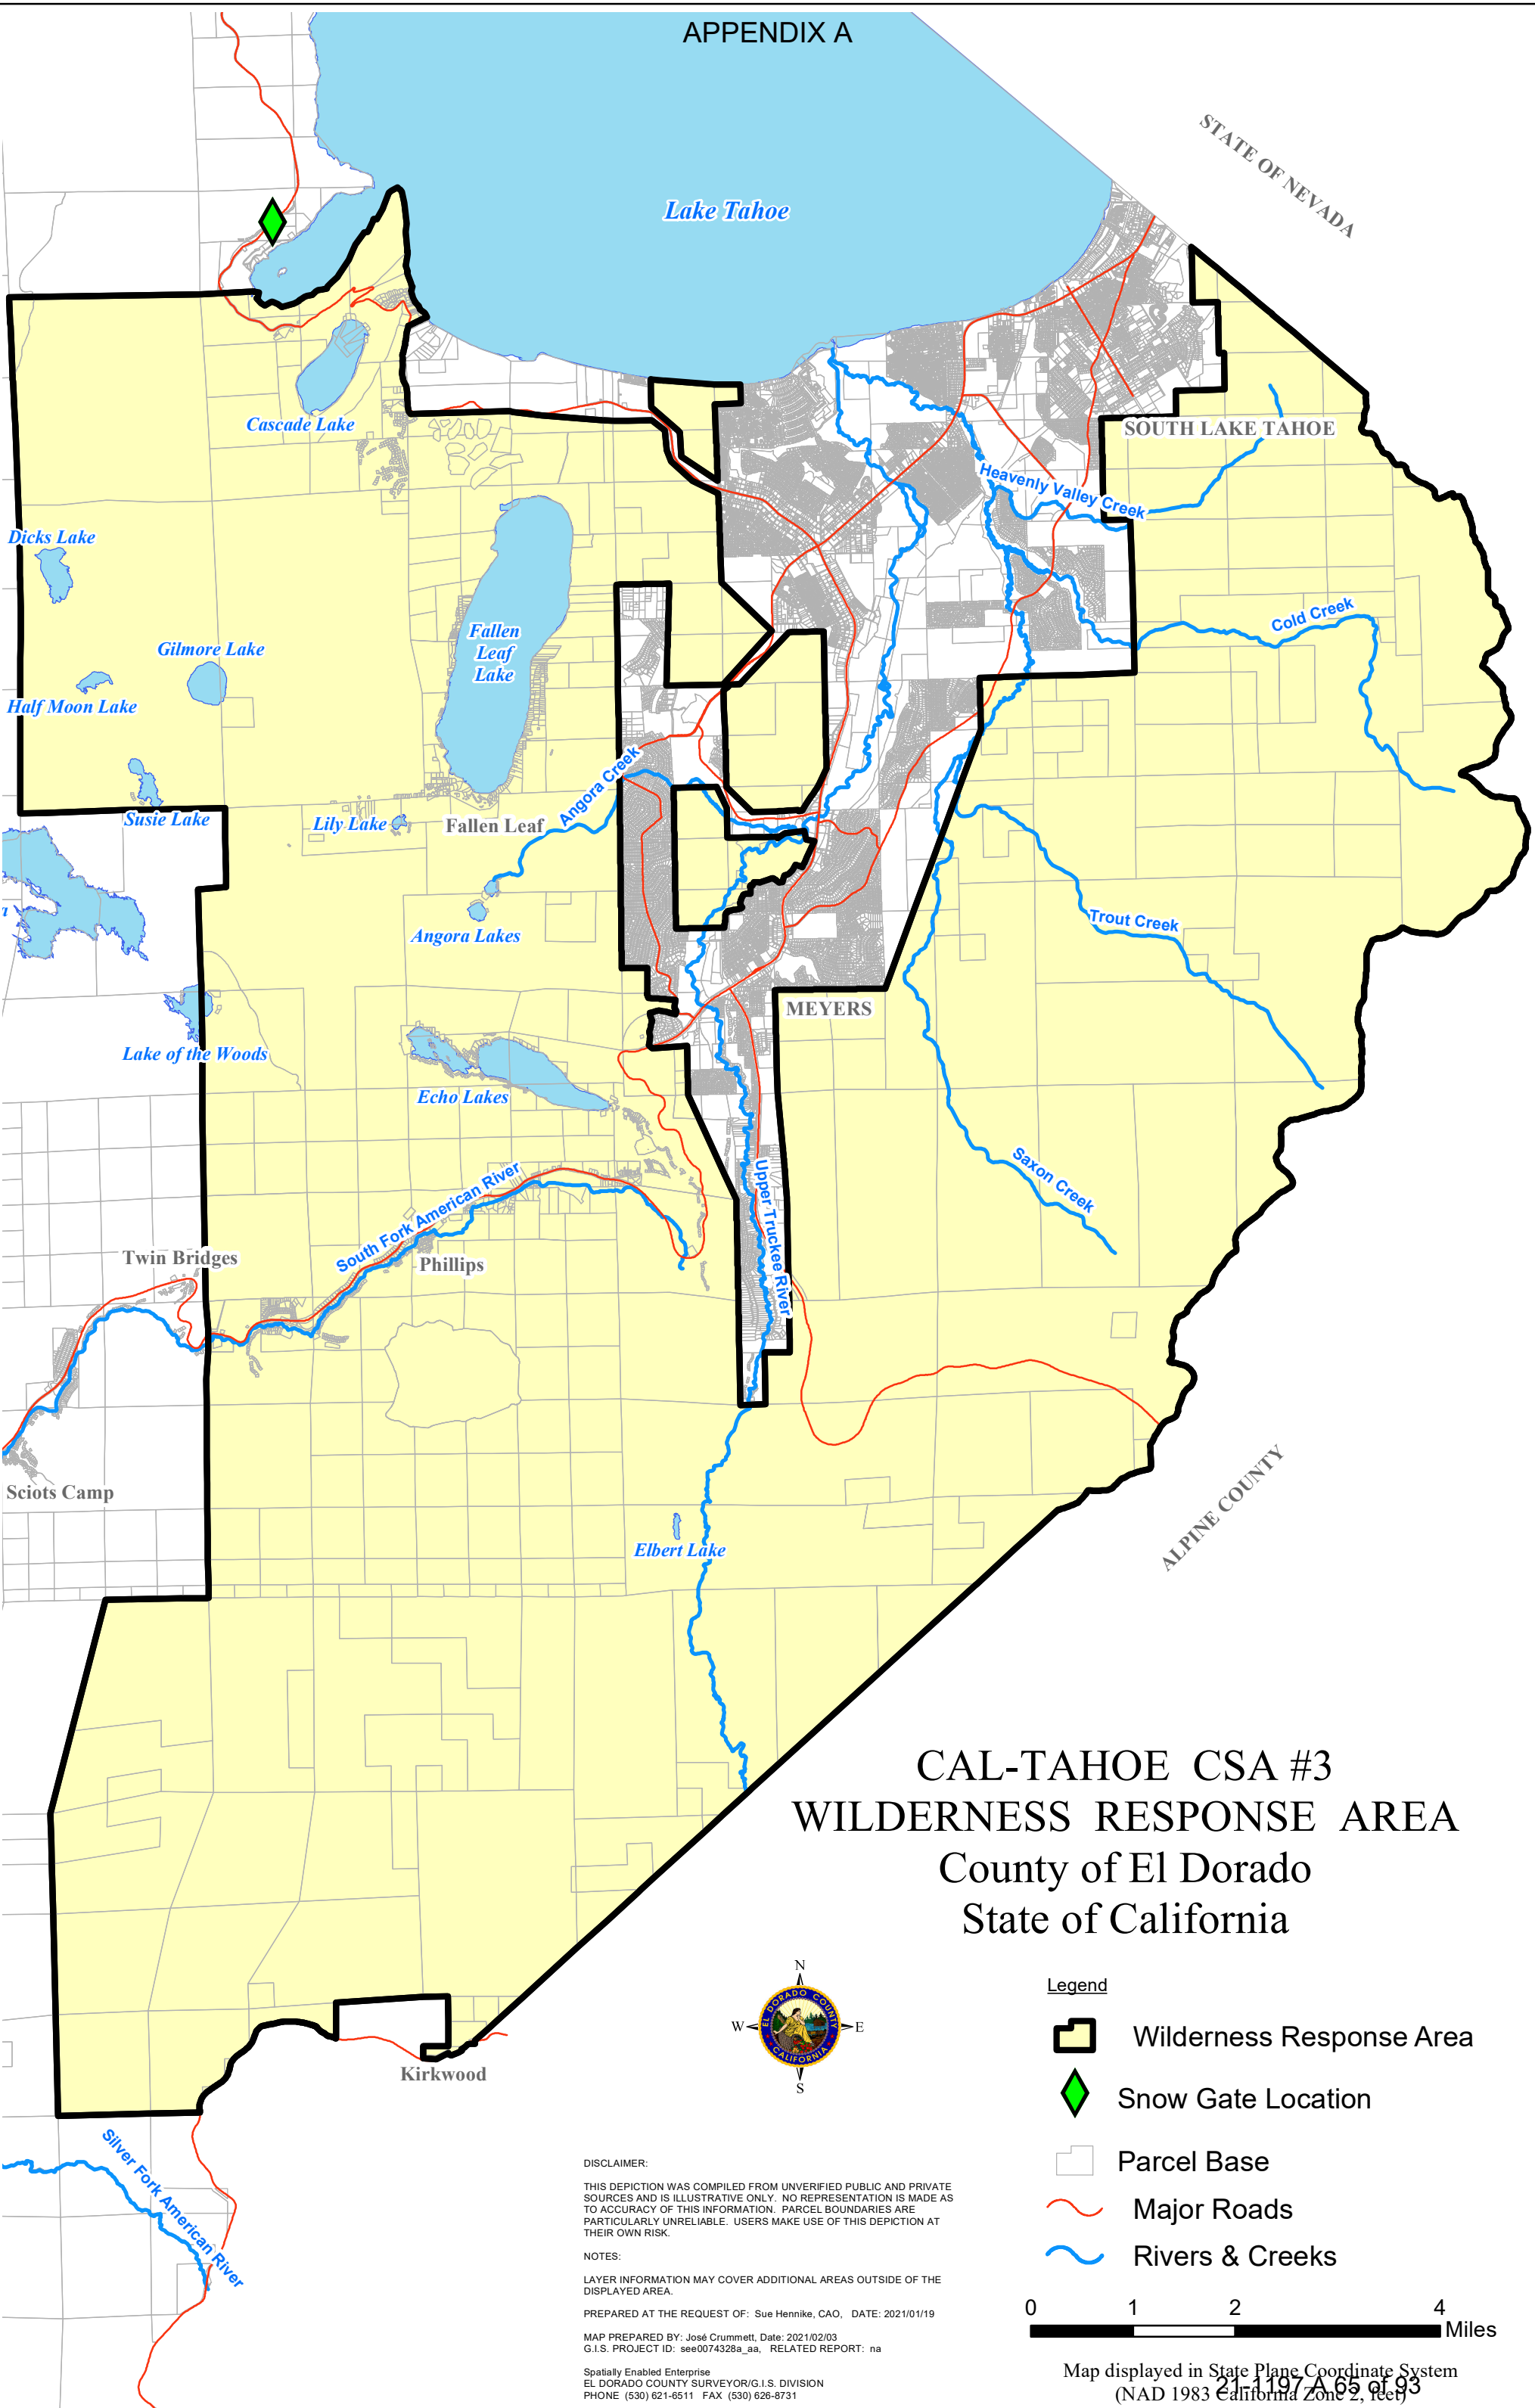 APPENDIX A
STATE OF NEVADA
Lake Tahoe
Cascade Lake
SOUTH LAKE TAHOE
Heavenly Valley Creek
Dicks Lake
Cold Creek
Fallen
Leaf
Lake
Gilmore Lake
Half Moon Lake
Angora Creek
Susie Lake
Lily Lake
Fallen Leaf
Trout Creek
Angora Lakes
MEYERS
Lake of the Woods
Echo Lakes
Saxon Creek
Upper Truckee River
South Fork American River
Twin Bridges
Phillips
Sciots Camp
ALPINE COUNTY
Elbert Lake
CAL-TAHOE CSA #3
WILDERNESS RESPONSE AREA
County of El Dorado
State of California
N
W
E
S
EL DORADO COUNTY
CALIFORNIA
Kirkwood
Silver Fork American River
Legend
Wilderness Response Area
Snow Gate Location
Parcel Base
Major Roads
Rivers & Creeks
0 1 2 4
Miles
DISCLAIMER:
THIS DEPICTION WAS COMPILED FROM UNVERIFIED PUBLIC AND PRIVATE
SOURCES AND IS ILLUSTRATIVE ONLY. NO REPRESENTATION IS MADE AS
TO ACCURACY OF THIS INFORMATION. PARCEL BOUNDARIES ARE
PARTICULARLY UNRELIABLE. USERS MAKE USE OF THIS DEPICTION AT
THEIR OWN RISK.
NOTES:
LAYER INFORMATION MAY COVER ADDITIONAL AREAS OUTSIDE OF THE
DISPLAYED AREA.
PREPARED AT THE REQUEST OF: Sue Hennike, CAO, DATE: 2021/01/19
MAP PREPARED BY: José Crummett, Date: 2021/02/03
G.I.S. PROJECT ID: see0074328a_aa, RELATED REPORT: na
Spatially Enabled Enterprise
EL DORADO COUNTY SURVEYOR/G.I.S. DIVISION
PHONE (530) 621-6511 FAX (530) 626-8731
Map displayed in State Plane Coordinate System
(NAD 1983 California Zone 2, feet)
21-1197 A 65 of 93